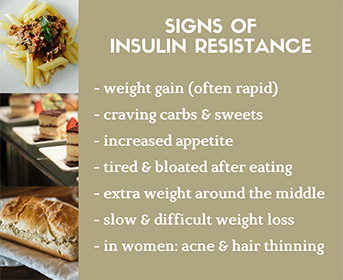 SIGNS OF
INSULIN RESISTANCE
- weight gain (often rapid)
- craving carbs & sweets
- increased appetite
- tired & bloated after eating
- extra weight around the middle
- slow & difficult weight loss
- in women: acne & hair thinning